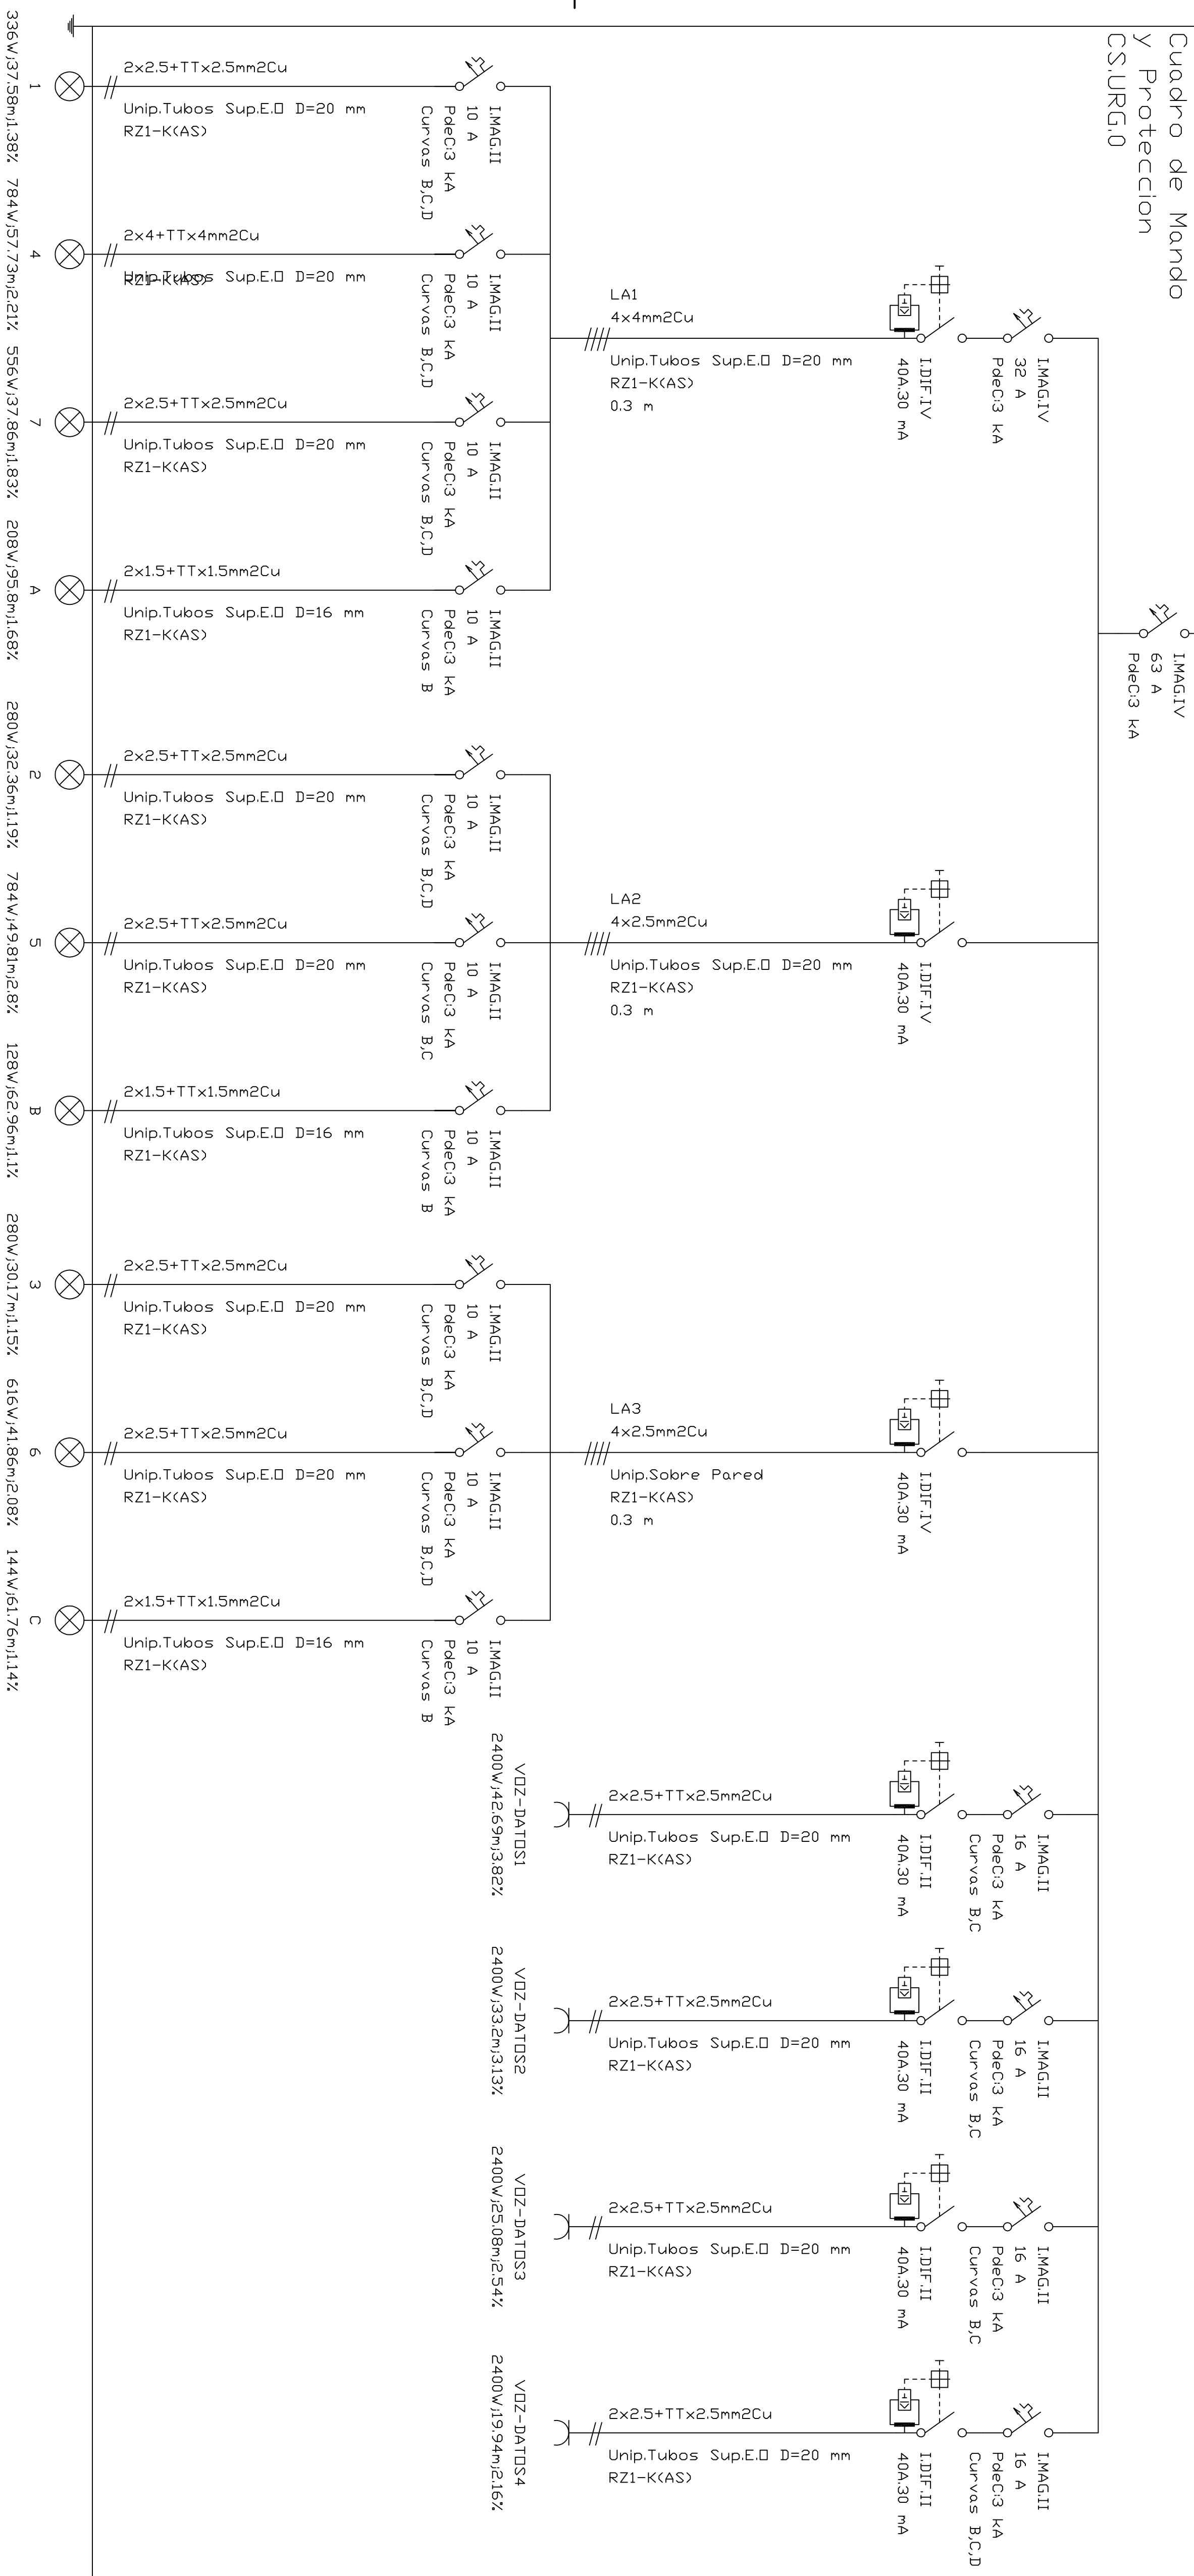 Cuadro de Mando
y Proteccion
CS.URG.0
I.MAG.IV
63 A
PdeC:3 kA
I.MAG.IV
32 A
PdeC:3 kA
I.DIF.IV
40A.30 mA
LA1
4x4mm2Cu
Unip.Tubos Sup.E.O D=20 mm
RZ1-K(AS)
0.3 m
I.MAG.II
10 A
PdeC:3 kA
Curvas B,C,D
2x2.5+TTx2.5mm2Cu
Unip.Tubos Sup.E.O D=20 mm
RZ1-K(AS)
1
336W;37.58m;1.38%
I.MAG.II
10 A
PdeC:3 kA
Curvas B,C,D
2x4+TTx4mm2Cu
Unip.Tubos Sup.E.O D=20 mm
RZ1-K(AS)
4
784W;57.73m;2.21%
I.MAG.II
10 A
PdeC:3 kA
Curvas B,C,D
2x2.5+TTx2.5mm2Cu
Unip.Tubos Sup.E.O D=20 mm
RZ1-K(AS)
7
556W;37.86m;1.83%
I.MAG.II
10 A
PdeC:3 kA
Curvas B
2x1.5+TTx1.5mm2Cu
Unip.Tubos Sup.E.O D=16 mm
RZ1-K(AS)
A
208W;95.8m;1.68%
I.DIF.IV
40A.30 mA
LA2
4x2.5mm2Cu
Unip.Tubos Sup.E.O D=20 mm
RZ1-K(AS)
0.3 m
I.MAG.II
10 A
PdeC:3 kA
Curvas B,C,D
2x2.5+TTx2.5mm2Cu
Unip.Tubos Sup.E.O D=20 mm
RZ1-K(AS)
2
280W;32.36m;1.19%
I.MAG.II
10 A
PdeC:3 kA
Curvas B,C
2x2.5+TTx2.5mm2Cu
Unip.Tubos Sup.E.O D=20 mm
RZ1-K(AS)
5
784W;49.81m;2.8%
I.MAG.II
10 A
PdeC:3 kA
Curvas B
2x1.5+TTx1.5mm2Cu
Unip.Tubos Sup.E.O D=16 mm
RZ1-K(AS)
B
128W;62.96m;1.1%
I.DIF.IV
40A.30 mA
LA3
4x2.5mm2Cu
Unip.Sobre Pared
RZ1-K(AS)
0.3 m
I.MAG.II
10 A
PdeC:3 kA
Curvas B,C,D
2x2.5+TTx2.5mm2Cu
Unip.Tubos Sup.E.O D=20 mm
RZ1-K(AS)
3
280W;30.17m;1.15%
I.MAG.II
10 A
PdeC:3 kA
Curvas B,C,D
2x2.5+TTx2.5mm2Cu
Unip.Tubos Sup.E.O D=20 mm
RZ1-K(AS)
6
616W;41.86m;2.08%
I.MAG.II
10 A
PdeC:3 kA
Curvas B
2x1.5+TTx1.5mm2Cu
Unip.Tubos Sup.E.O D=16 mm
RZ1-K(AS)
C
144W;61.76m;1.14%
I.MAG.II
16 A
PdeC:3 kA
Curvas B,C
I.DIF.II
40A.30 mA
2x2.5+TTx2.5mm2Cu
Unip.Tubos Sup.E.O D=20 mm
RZ1-K(AS)
VOZ-DATOS1
2400W;42.69m;3.82%
I.MAG.II
16 A
PdeC:3 kA
Curvas B,C
I.DIF.II
40A.30 mA
2x2.5+TTx2.5mm2Cu
Unip.Tubos Sup.E.O D=20 mm
RZ1-K(AS)
VOZ-DATOS2
2400W;33.2m;3.13%
I.MAG.II
16 A
PdeC:3 kA
Curvas B,C
I.DIF.II
40A.30 mA
2x2.5+TTx2.5mm2Cu
Unip.Tubos Sup.E.O D=20 mm
RZ1-K(AS)
VOZ-DATOS3
2400W;25.08m;2.54%
I.MAG.II
16 A
PdeC:3 kA
Curvas B,C,D
I.DIF.II
40A.30 mA
2x2.5+TTx2.5mm2Cu
Unip.Tubos Sup.E.O D=20 mm
RZ1-K(AS)
VOZ-DATOS4
2400W;19.94m;2.16%